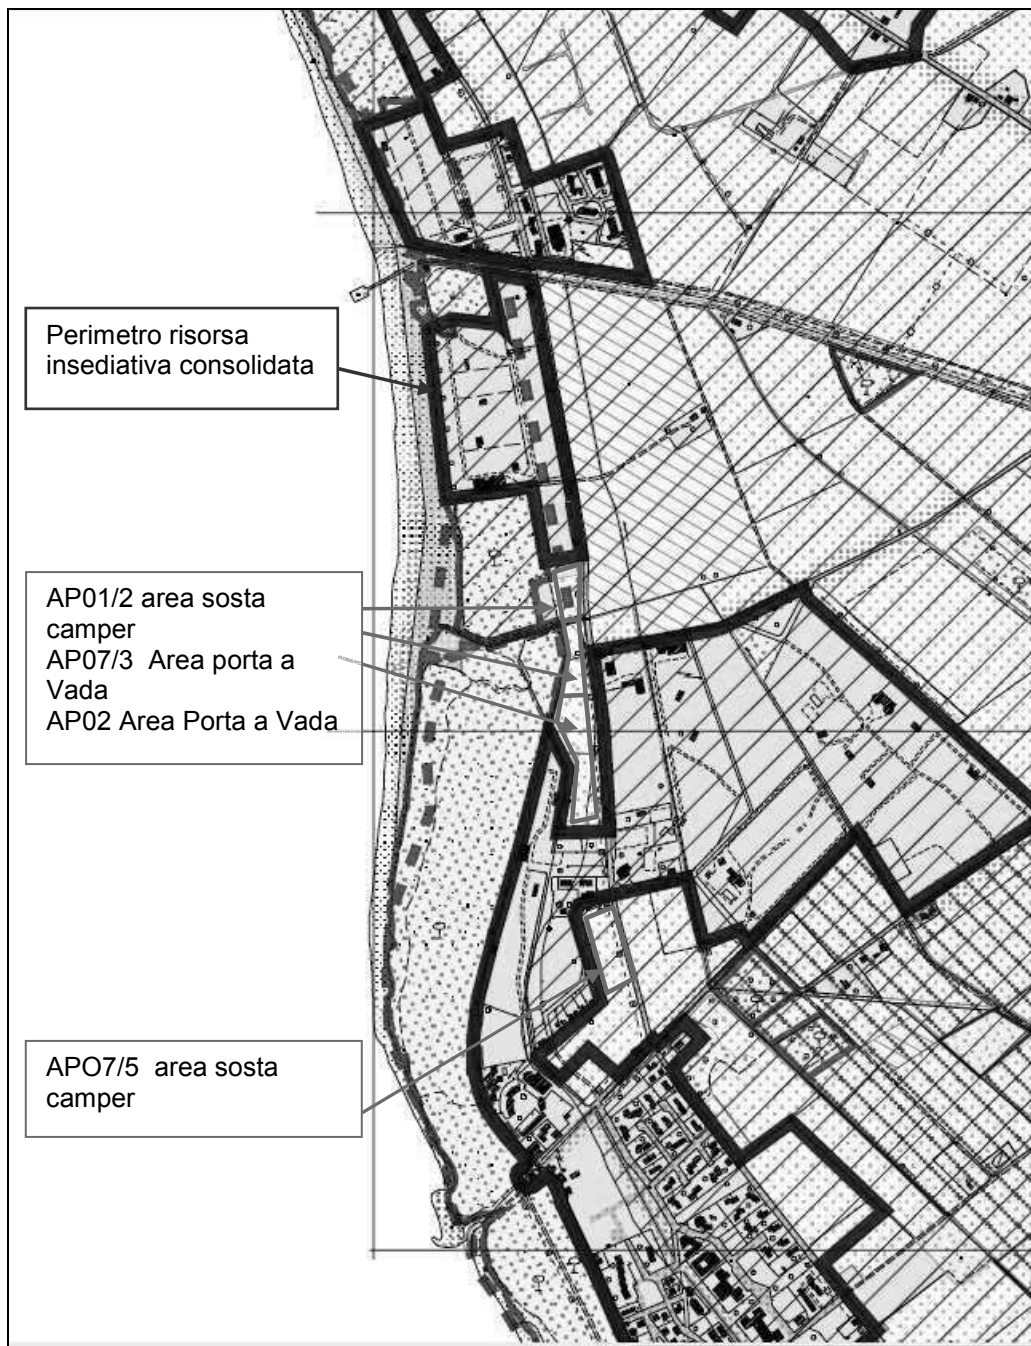 Perimetro risorsa
insediativa consolidata
AP01/2 area sosta
camper
AP07/3 Area porta a
Vada
AP02 Area Porta a Vada
APO7/5 area sosta
camper